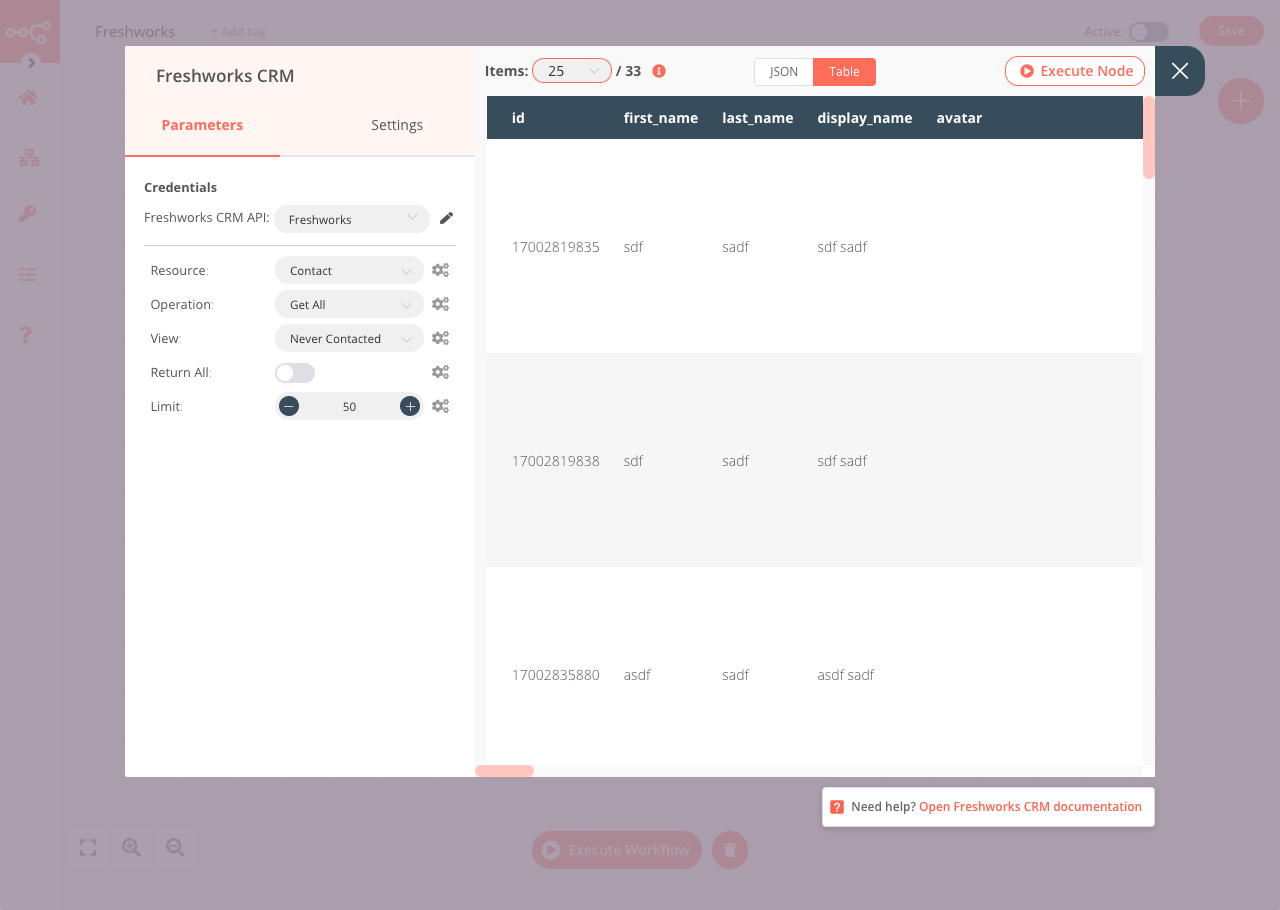 Freshworks
+ Add tag
Active:
Save
Freshworks CRM
Parameters
Settings
Credentials
Freshworks CRM API:
Freshworks
Resource:
Contact
Operation:
Get All
View:
Never Contacted
Return All:
Limit:
50
Items:
25
/ 33
JSON
Table
Execute Node
id first_name last_name display_name avatar
17002819835 sdf sadf sdf sadf
17002819838 sdf sadf sdf sadf
17002835880 asdf sadf asdf sadf
Need help? Open Freshworks CRM documentation
Execute Workflow